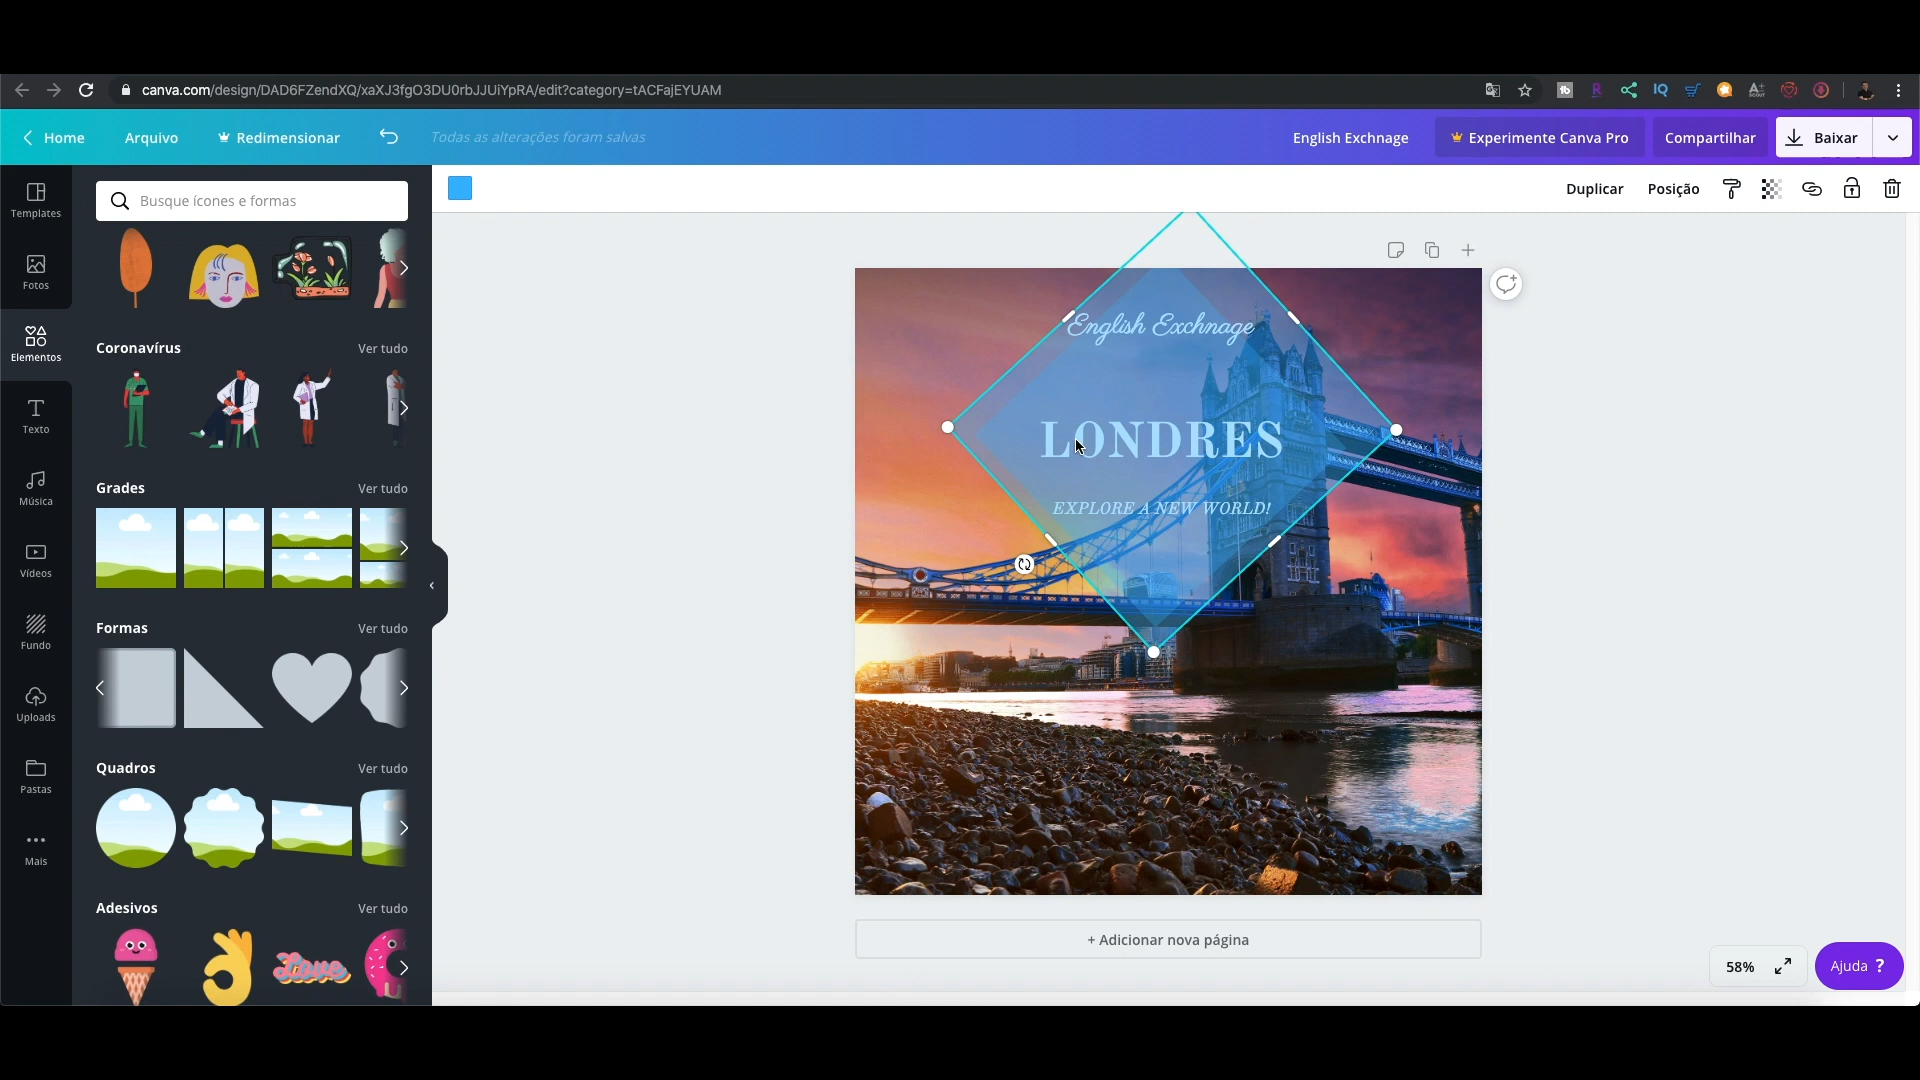 canva.com/design/DAD6FZendXQ/xaXJ3fgO3DU0rbJJUiYpRA/edit?category=tACFajEYUAM
Home
Arquivo
Redimensionar
Todas as alterações foram salvas
English Exchnage
Experimente Canva Pro
Compartilhar
Baixar
Duplicar
Posição
Templates
Fotos
Elementos
Texto
Música
Vídeos
Fundo
Uploads
Pastas
Mais
Busque ícones e formas
Coronavírus
Ver tudo
Grades
Ver tudo
Formas
Ver tudo
Quadros
Ver tudo
Adesivos
Ver tudo
Love
English Exchnage
LONDRES
EXPLORE A NEW WORLD!
+ Adicionar nova página
58%
Ajuda ?